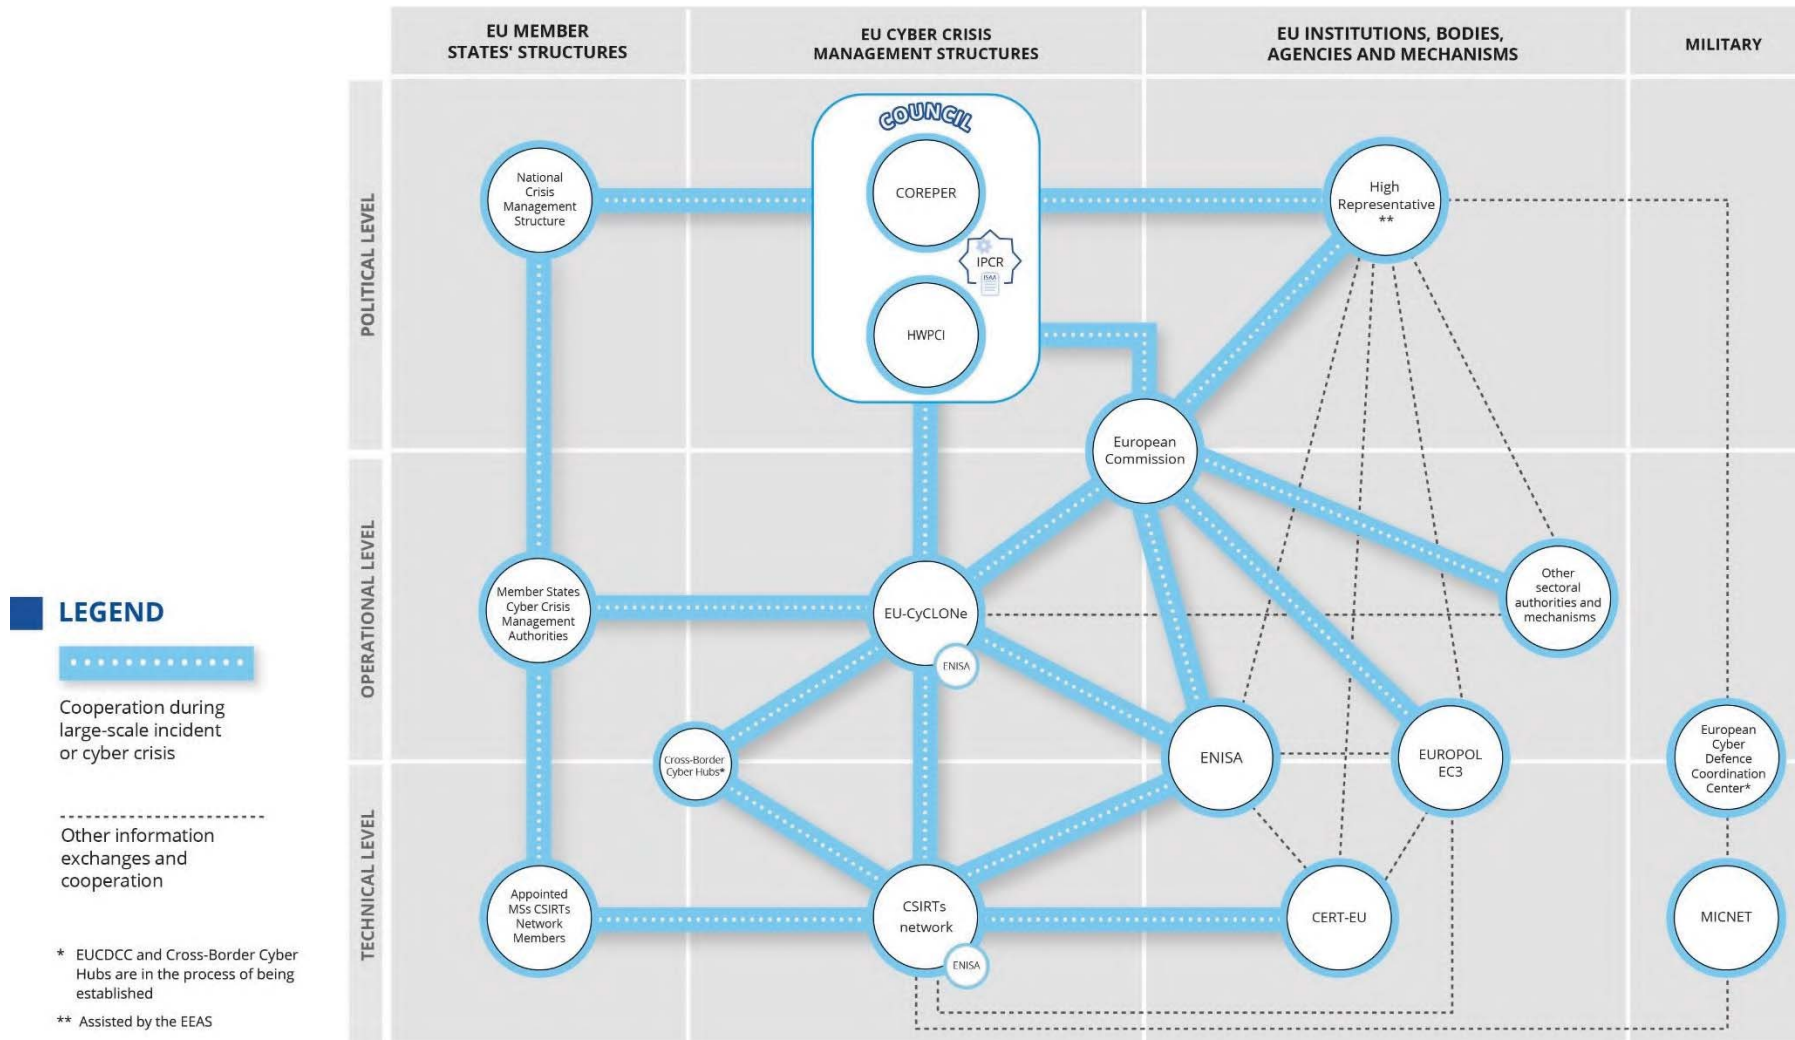 EU MEMBER
STATES' STRUCTURES
EU CYBER CRISIS
MANAGEMENT STRUCTURES
EU INSTITUTIONS, BODIES,
AGENCIES AND MECHANISMS
MILITARY
POLITICAL LEVEL
COUNCIL
National
Crisis
Management
Structure
COREPER
IPCR
ISAA
HWPCI
High
Representative
**
European
Commission
OPERATIONAL LEVEL
Member States
Cyber Crisis
Management
Authorities
EU-CyCLONe
ENISA
Other
sectoral
authorities and
mechanisms
Cross-Border
Cyber Hubs*
ENISA
EUROPOL
EC3
European
Cyber
Defence
Coordination
Center*
TECHNICAL LEVEL
Appointed
MSs CSIRTs
Network
Members
CSIRTs
network
ENISA
CERT-EU
MICNET
LEGEND
Cooperation during
large-scale incident
or cyber crisis
Other information
exchanges and
cooperation
* EUCDCC and Cross-Border Cyber
Hubs are in the process of being
established
** Assisted by the EEAS